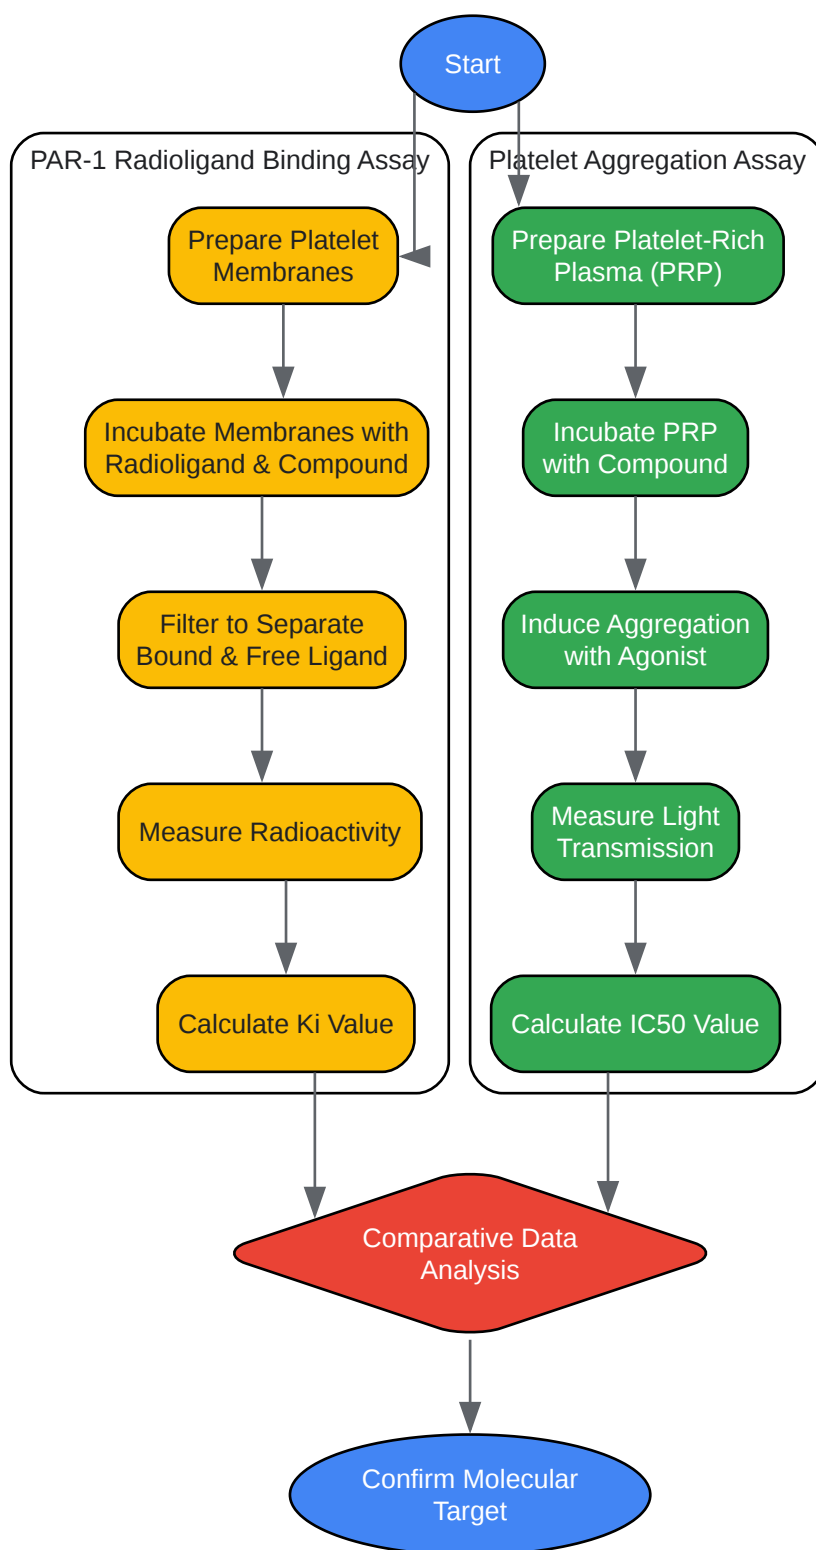 Start
PAR-1 Radioligand Binding Assay
Prepare Platelet
Membranes
Incubate Membranes with
Radioligand & Compound
Filter to Separate
Bound & Free Ligand
Measure Radioactivity
Calculate Ki Value
Platelet Aggregation Assay
Prepare Platelet-Rich
Plasma (PRP)
Incubate PRP
with Compound
Induce Aggregation
with Agonist
Measure Light
Transmission
Calculate IC50 Value
Comparative Data
Analysis
Confirm Molecular
Target